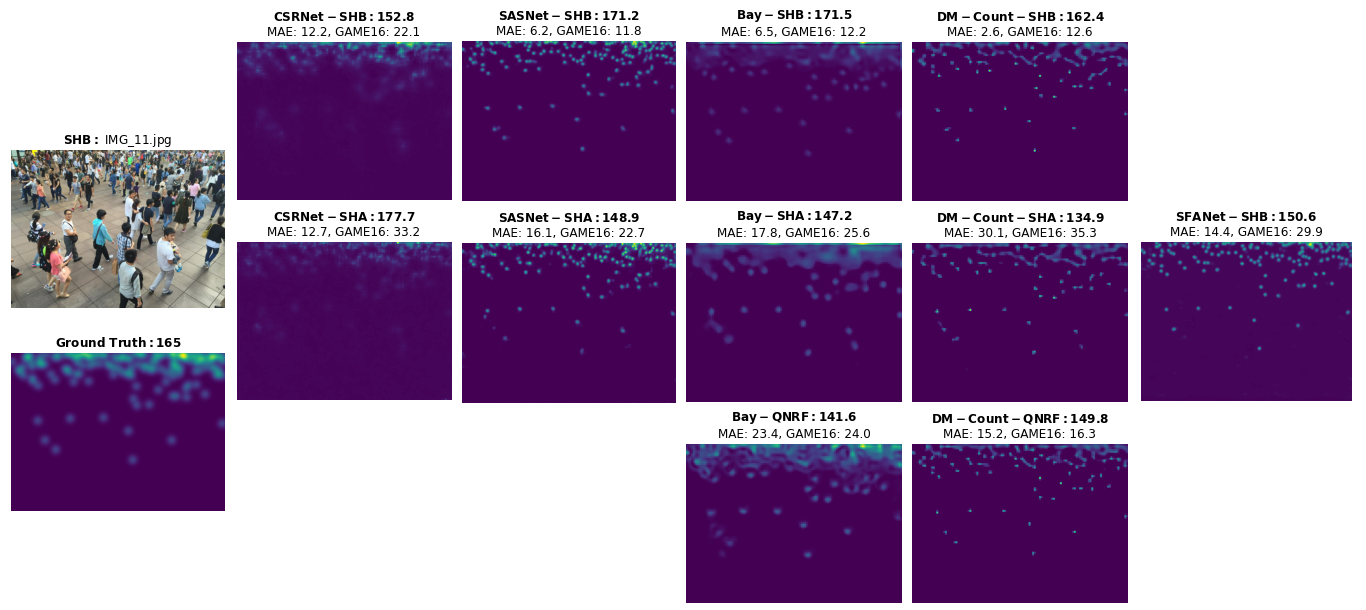 CSRNet − SHB : 152.8
MAE: 12.2, GAME16: 22.1
SASNet − SHB : 171.2
MAE: 6.2, GAME16: 11.8
Bay − SHB : 171.5
MAE: 6.5, GAME16: 12.2
DM − Count − SHB : 162.4
MAE: 2.6, GAME16: 12.6
SHB : IMG_11.jpg
CSRNet − SHA : 177.7
MAE: 12.7, GAME16: 33.2
SASNet − SHA : 148.9
MAE: 16.1, GAME16: 22.7
Bay − SHA : 147.2
MAE: 17.8, GAME16: 25.6
DM − Count − SHA : 134.9
MAE: 30.1, GAME16: 35.3
SFANet − SHB : 150.6
MAE: 14.4, GAME16: 29.9
Ground Truth : 165
Bay − QNRF : 141.6
MAE: 23.4, GAME16: 24.0
DM − Count − QNRF : 149.8
MAE: 15.2, GAME16: 16.3